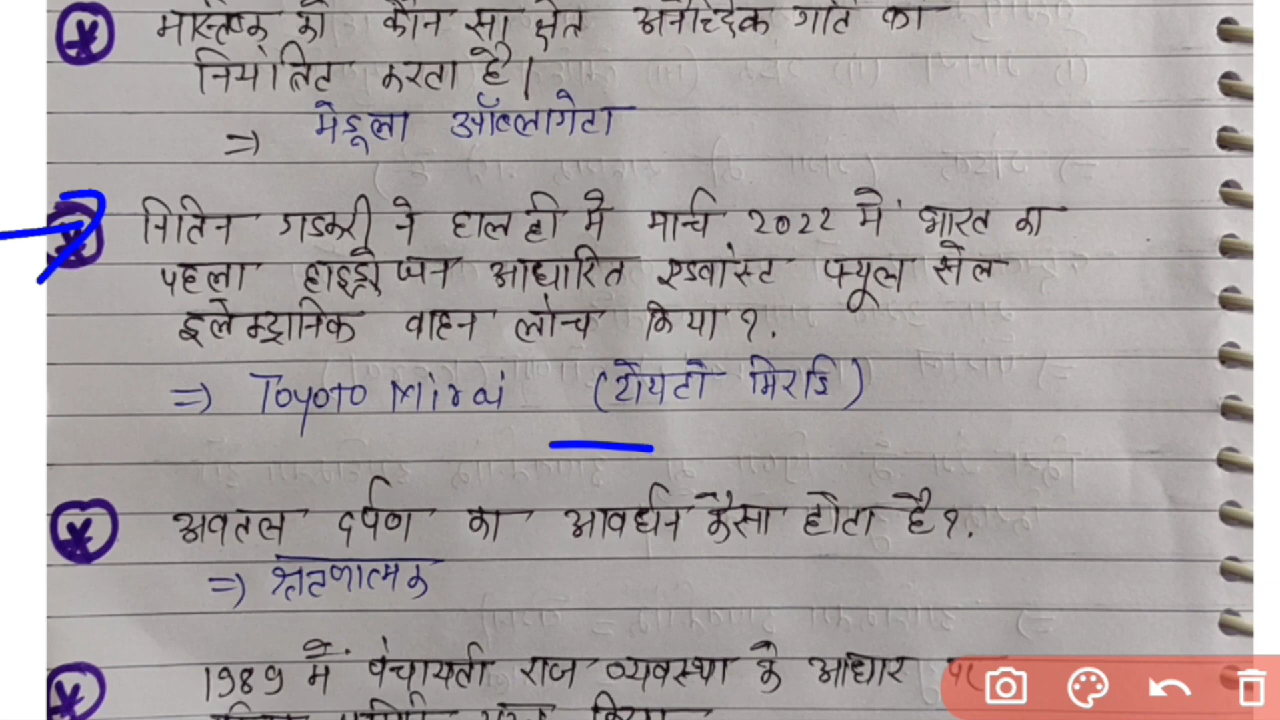 मस्तिष्क का कौन सा क्षेत्र अनैच्छिक गति को
नियंत्रित करता है।
=> मेडूला ऑब्लागेटा
नितिन गडकरी ने हाल ही में मार्च 2022 में भारत का
पहला हाइड्रोजन आधारित एडवांस्ट फ्यूल सेल
इलेक्ट्रानिक वाहन लोन्च किया ?.
=> Toyoto Mirai (टोयटो मिराई)
अवतल दर्पण का आवर्धन कैसा होता है ?.
=> ऋणात्मक
1989 में पंचायती राज व्यवस्था के आधार पर